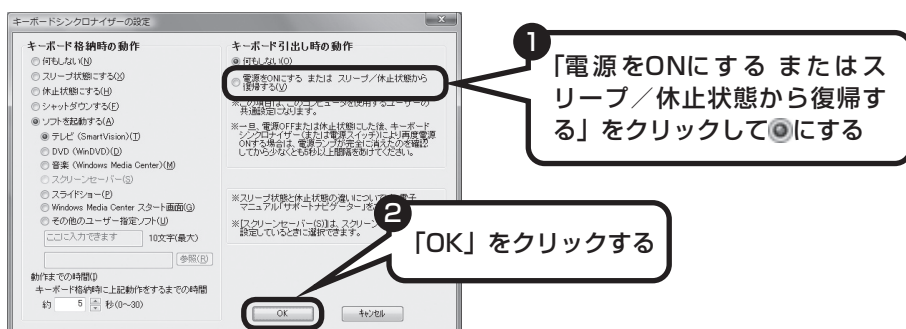 キーボードシンクロナイザーの設定
キーボード格納時の動作
何もしない(N)
スリープ状態にする(X)
休止状態にする(H)
シャットダウンする(F)
ソフトを起動する(A)
テレビ (SmartVision)(T)
DVD (WinDVD)(D)
音楽 (Windows Media Center)(M)
スクリーンセーバー(S)
スライドショー(P)
Windows Media Center スタート画面(G)
その他のユーザー指定ソフト(U)
ここに入力できます 10文字(最大)
参照(R)
動作までの時間(I)
キーボード格納時に上記動作をするまでの時間
約 5 秒(0~30)
キーボード引出し時の動作
何もしない(O)
電源をONにする または スリープ/休止状態から
復帰する(V)
※この項目は、このコンピュータを使用するユーザーの
共通設定になります。
※一旦、電源OFFまたは休止状態にした後、キーボード
シンクロナイザー(または電源スイッチ)により再度電源
ONする場合は、電源ランプが完全に消えたのを確認
してから少なくとも5秒以上間隔をあけてください。
※スリープ状態と休止状態の違いについて 電子
マニュアル「サポートナビゲーター」を
※[スクリーンセーバー(S)]は、スクリーン
設定しているときに選択できます。
OK
キャンセル
1
「電源をONにする またはス
リープ/休止状態から復帰す
る」をクリックして にする
2
「OK」をクリックする